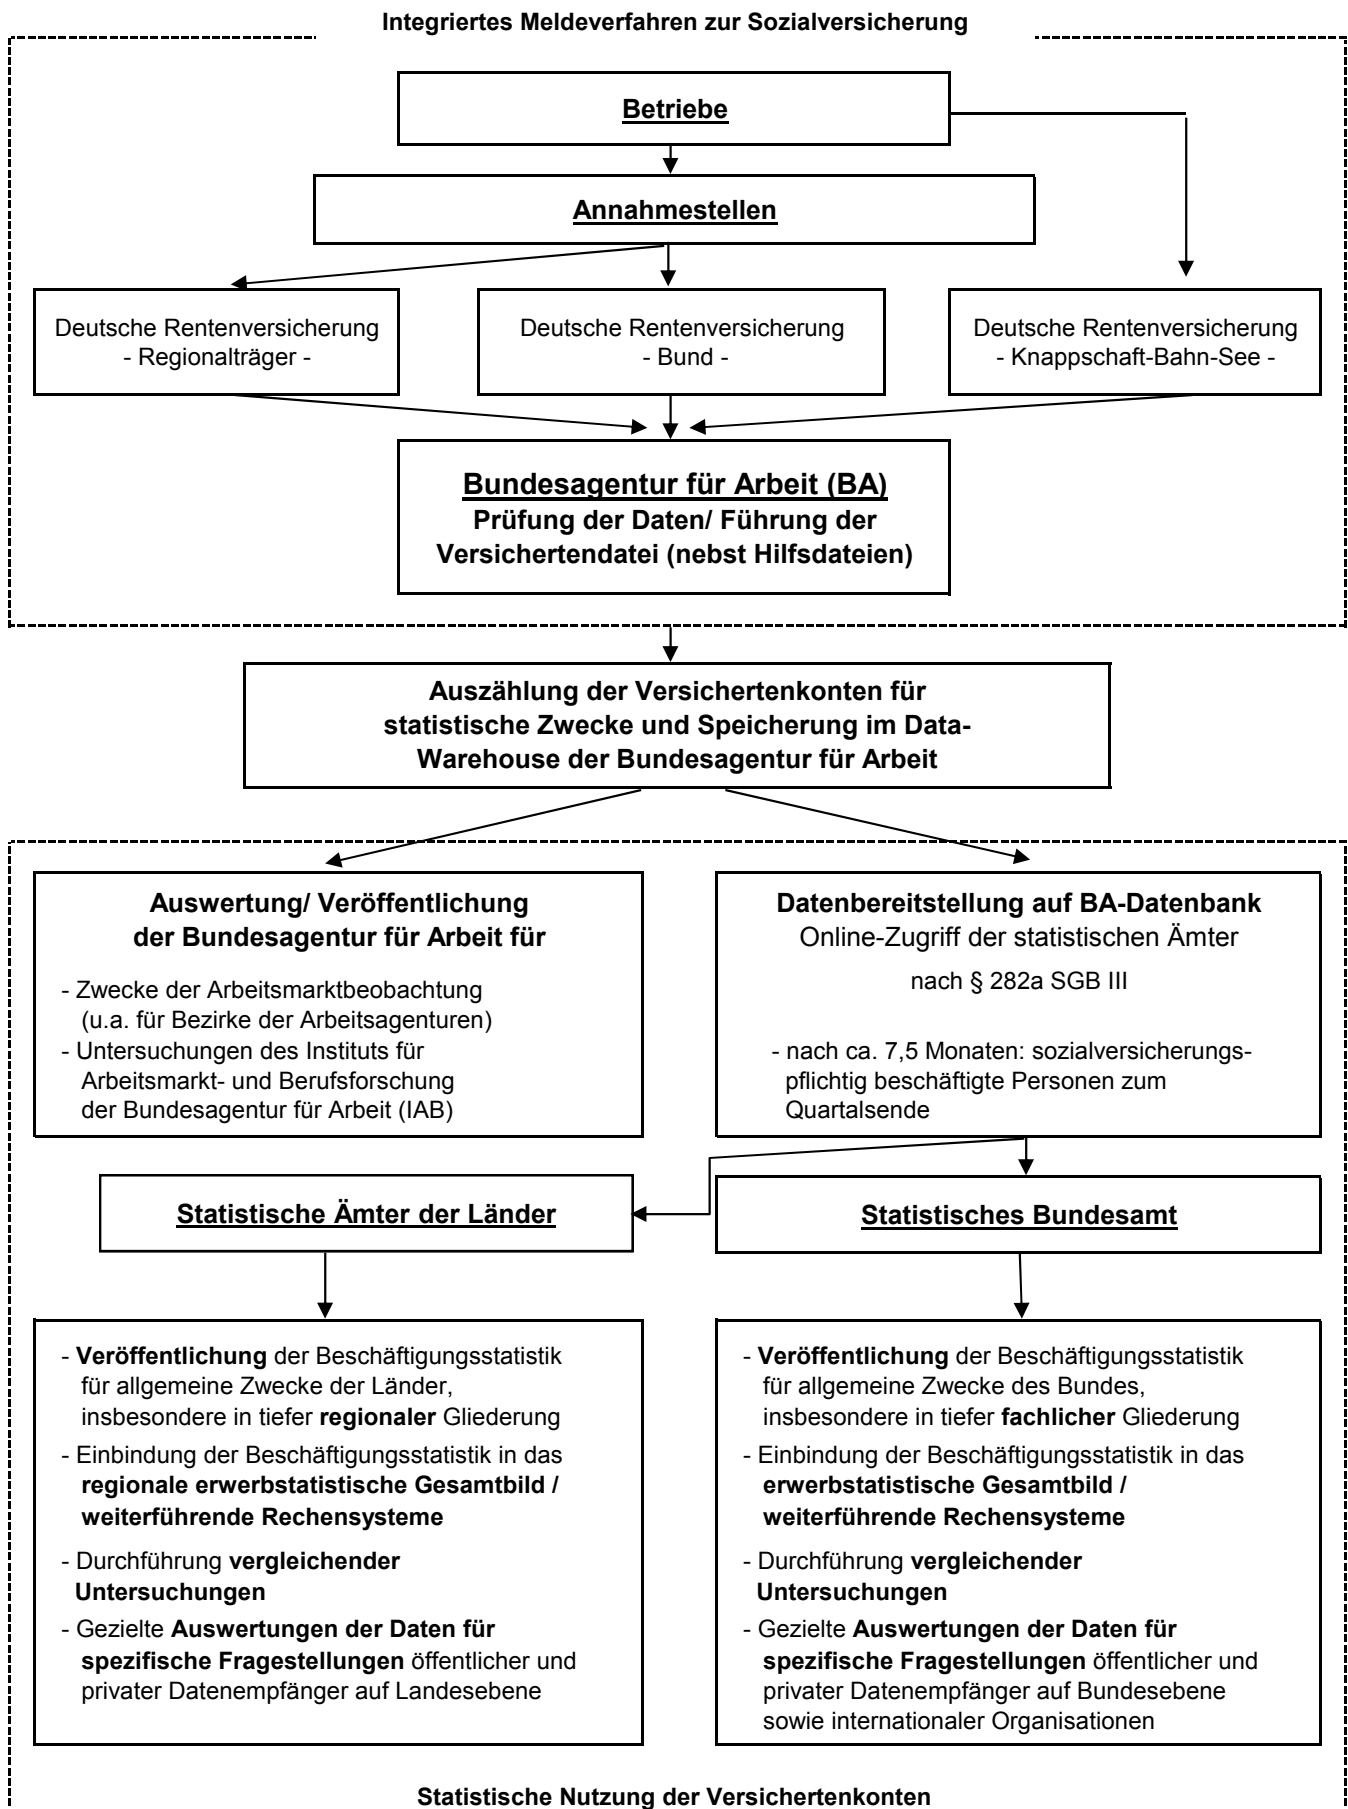 Integriertes Meldeverfahren zur Sozialversicherung
Betriebe
Annahmestellen
Deutsche Rentenversicherung
- Regionalträger -
Deutsche Rentenversicherung
- Bund -
Deutsche Rentenversicherung
- Knappschaft-Bahn-See -
Bundesagentur für Arbeit (BA)
Prüfung der Daten/ Führung der
Versichertendatei (nebst Hilfsdateien)
Auszählung der Versichertenkonten für
statistische Zwecke und Speicherung im Data-
Warehouse der Bundesagentur für Arbeit
Auswertung/ Veröffentlichung
der Bundesagentur für Arbeit für
- Zwecke der Arbeitsmarktbeobachtung
(u.a. für Bezirke der Arbeitsagenturen)
- Untersuchungen des Instituts für
Arbeitsmarkt- und Berufsforschung
der Bundesagentur für Arbeit (IAB)
Datenbereitstellung auf BA-Datenbank
Online-Zugriff der statistischen Ämter
nach § 282a SGB III
- nach ca. 7,5 Monaten: sozialversicherungs-
pflichtig beschäftigte Personen zum
Quartalsende
Statistische Ämter der Länder
Statistisches Bundesamt
- Veröffentlichung der Beschäftigungsstatistik
für allgemeine Zwecke der Länder,
insbesondere in tiefer regionaler Gliederung
- Einbindung der Beschäftigungsstatistik in das
regionale erwerbstatistische Gesamtbild /
weiterführende Rechensysteme
- Durchführung vergleichender
Untersuchungen
- Gezielte Auswertungen der Daten für
spezifische Fragestellungen öffentlicher und
privater Datenempfänger auf Landesebene
- Veröffentlichung der Beschäftigungsstatistik
für allgemeine Zwecke des Bundes,
insbesondere in tiefer fachlicher Gliederung
- Einbindung der Beschäftigungsstatistik in das
erwerbstatistische Gesamtbild /
weiterführende Rechensysteme
- Durchführung vergleichender
Untersuchungen
- Gezielte Auswertungen der Daten für
spezifische Fragestellungen öffentlicher und
privater Datenempfänger auf Bundesebene
sowie internationaler Organisationen
Statistische Nutzung der Versichertenkonten